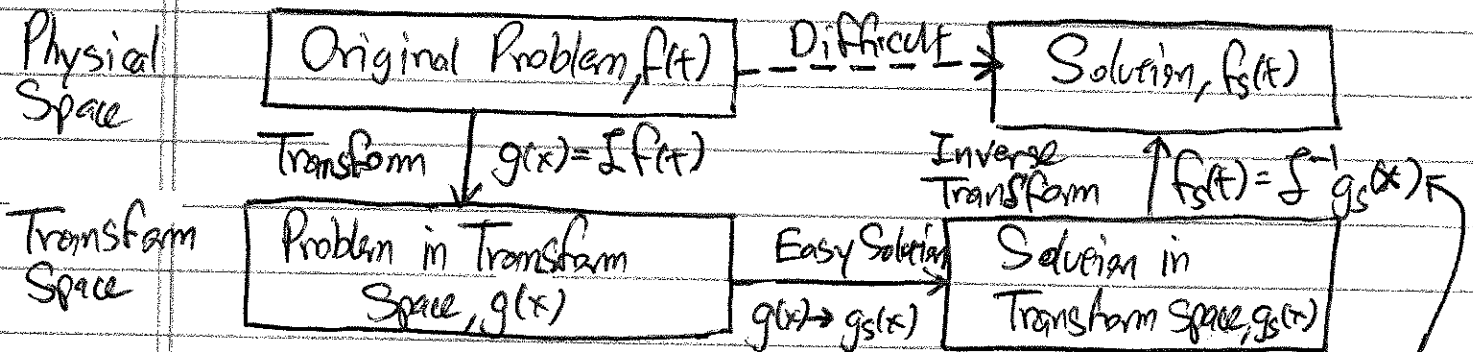 Physical Space
Original Problem, f(t)
Difficult
Solution, fs(t)
Transform
g(x) = ℒ f(t)
Inverse Transform
fs(t) = ℒ⁻¹ gs(x)
Transform Space
Problem in Transform
Space, g(x)
Easy Solution
g(x) → gs(x)
Solution in
Transform Space, gs(x)